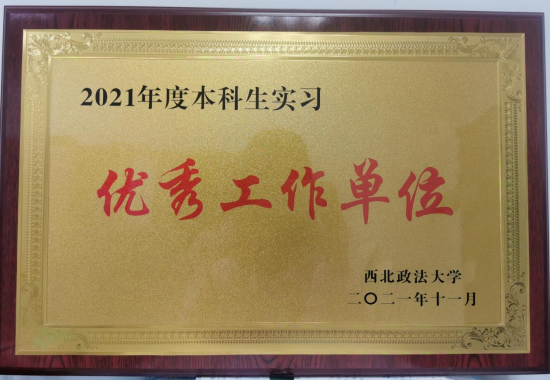 2021年度本科生实习
优秀工作单位
西北政法大学
二〇二一年十一月